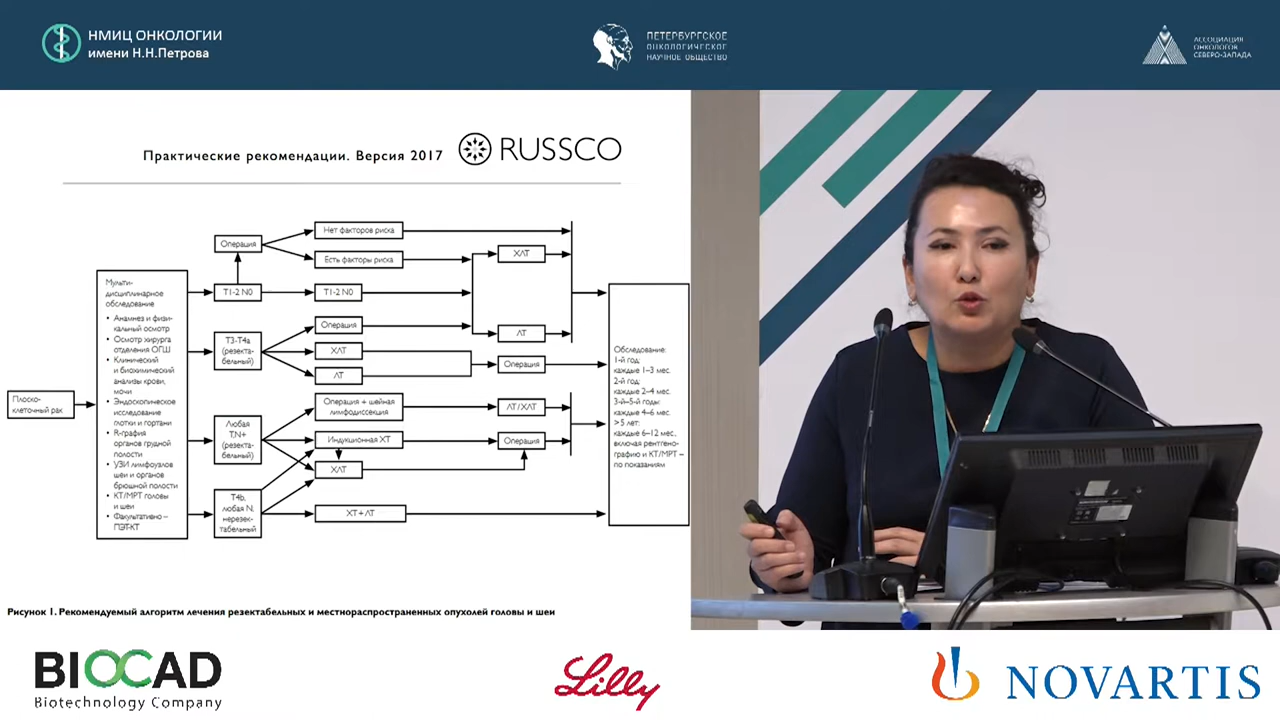 НМИЦ ОНКОЛОГИИ
имени Н.Н.Петрова
ПЕТЕРБУРГСКОЕ
ОНКОЛОГИЧЕСКОЕ
НАУЧНОЕ ОБЩЕСТВО
АССОЦИАЦИЯ
ОНКОЛОГОВ
СЕВЕРО-ЗАПАДА
Практические рекомендации. Версия 2017
RUSSCO
Плоско-
клеточный рак
Мульти-
дисциплинарное
обследование
• Анамнез и физи-
кальный осмотр
• Осмотр хирурга
отделения ОГШ
• Клинический
и биохимический
анализы крови,
мочи
• Эндоскопическое
исследование
глотки и гортани
• R-графия
органов грудной
полости
• УЗИ лимфоузлов
шеи и органов
брюшной полости
• КТ/МРТ головы
и шеи
• Факультативно –
ПЭТ-КТ
Операция
Нет факторов риска
Есть факторы риска
T1-2 N0
T1-2 N0
ХЛТ
ЛТ
T3-T4a
(резекта-
бельный)
Операция
ХЛТ
ЛТ
Операция
Любая
T,N+
(резекта-
бельный)
Операция + шейная
лимфодиссекция
Индукционная ХТ
ХЛТ
ЛТ/ХЛТ
Операция
T4b,
любая N,
нерезек-
табельный
ХТ+ЛТ
Обследование:
1-й год:
каждые 1–3 мес.
2-й год:
каждые 2–4 мес.
3-й–5-й годы:
каждые 4–6 мес.
>5 лет:
каждые 6–12 мес,
включая рентгено-
графию и КТ/МРТ –
по показаниям
Рисунок 1. Рекомендуемый алгоритм лечения резектабельных и местнораспространенных опухолей головы и шеи
BIOCAD
Biotechnology Company
Lilly
NOVARTIS